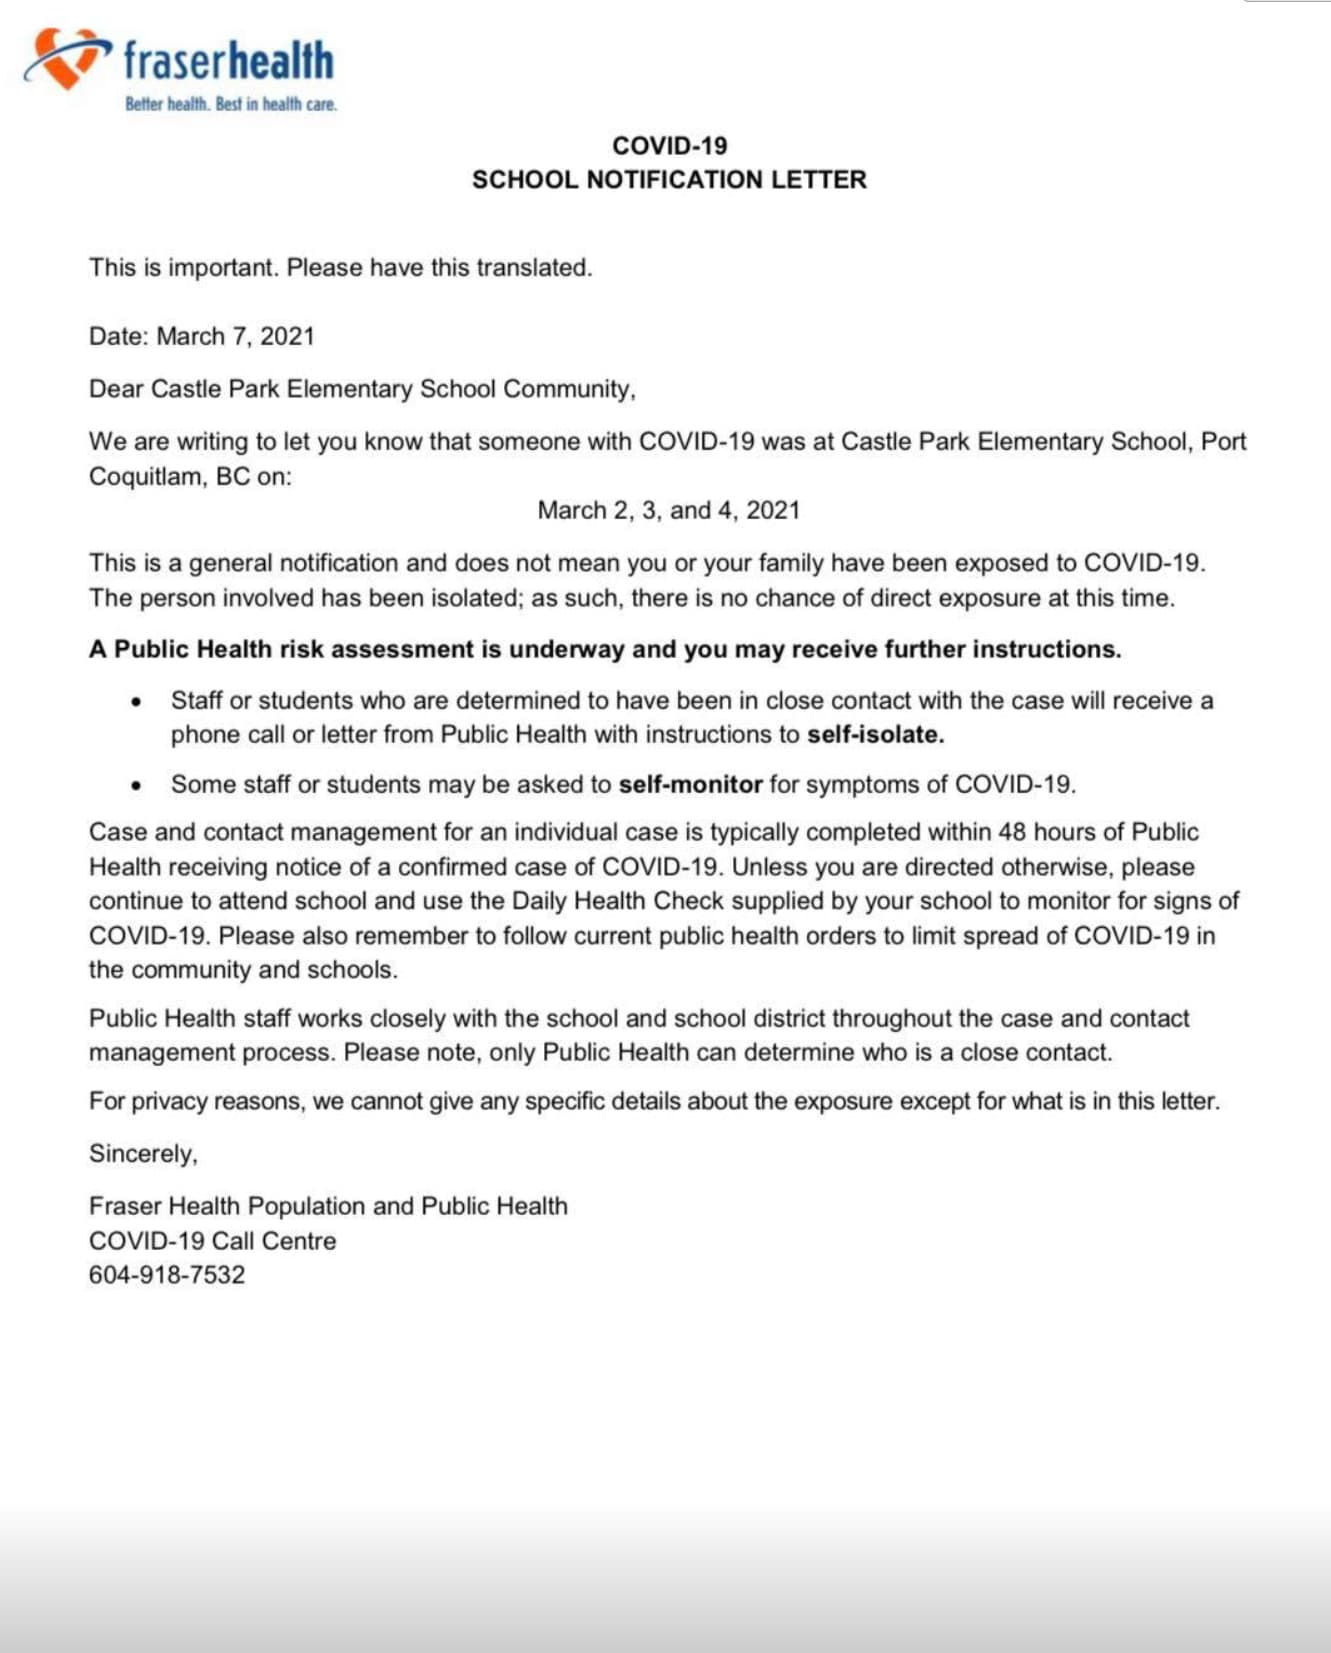 fraserhealth
Better health. Best in health care.
COVID-19
SCHOOL NOTIFICATION LETTER
This is important. Please have this translated.
Date: March 7, 2021
Dear Castle Park Elementary School Community,
We are writing to let you know that someone with COVID-19 was at Castle Park Elementary School, Port
Coquitlam, BC on:
March 2, 3, and 4, 2021
This is a general notification and does not mean you or your family have been exposed to COVID-19.
The person involved has been isolated; as such, there is no chance of direct exposure at this time.
A Public Health risk assessment is underway and you may receive further instructions.
• Staff or students who are determined to have been in close contact with the case will receive a
phone call or letter from Public Health with instructions to self-isolate.
• Some staff or students may be asked to self-monitor for symptoms of COVID-19.
Case and contact management for an individual case is typically completed within 48 hours of Public
Health receiving notice of a confirmed case of COVID-19. Unless you are directed otherwise, please
continue to attend school and use the Daily Health Check supplied by your school to monitor for signs of
COVID-19. Please also remember to follow current public health orders to limit spread of COVID-19 in
the community and schools.
Public Health staff works closely with the school and school district throughout the case and contact
management process. Please note, only Public Health can determine who is a close contact.
For privacy reasons, we cannot give any specific details about the exposure except for what is in this letter.
Sincerely,
Fraser Health Population and Public Health
COVID-19 Call Centre
604-918-7532